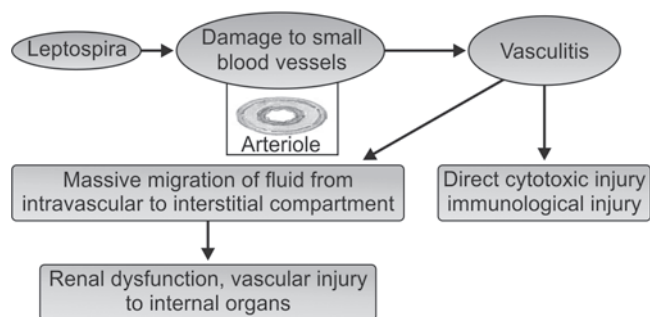 Leptospira
Damage to small
blood vessels
Vasculitis
Arteriole
Massive migration of fluid from
intravascular to interstitial compartment
Direct cytotoxic injury
immunological injury
Renal dysfunction, vascular injury
to internal organs